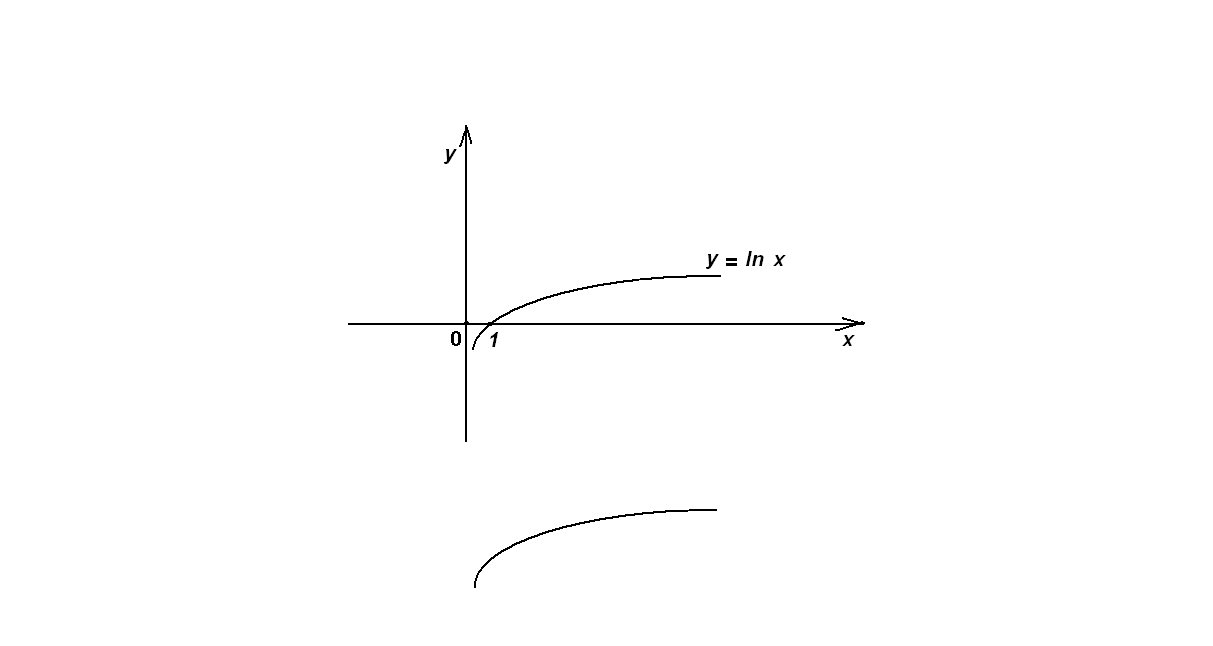 y
y = ln x
0 1 x